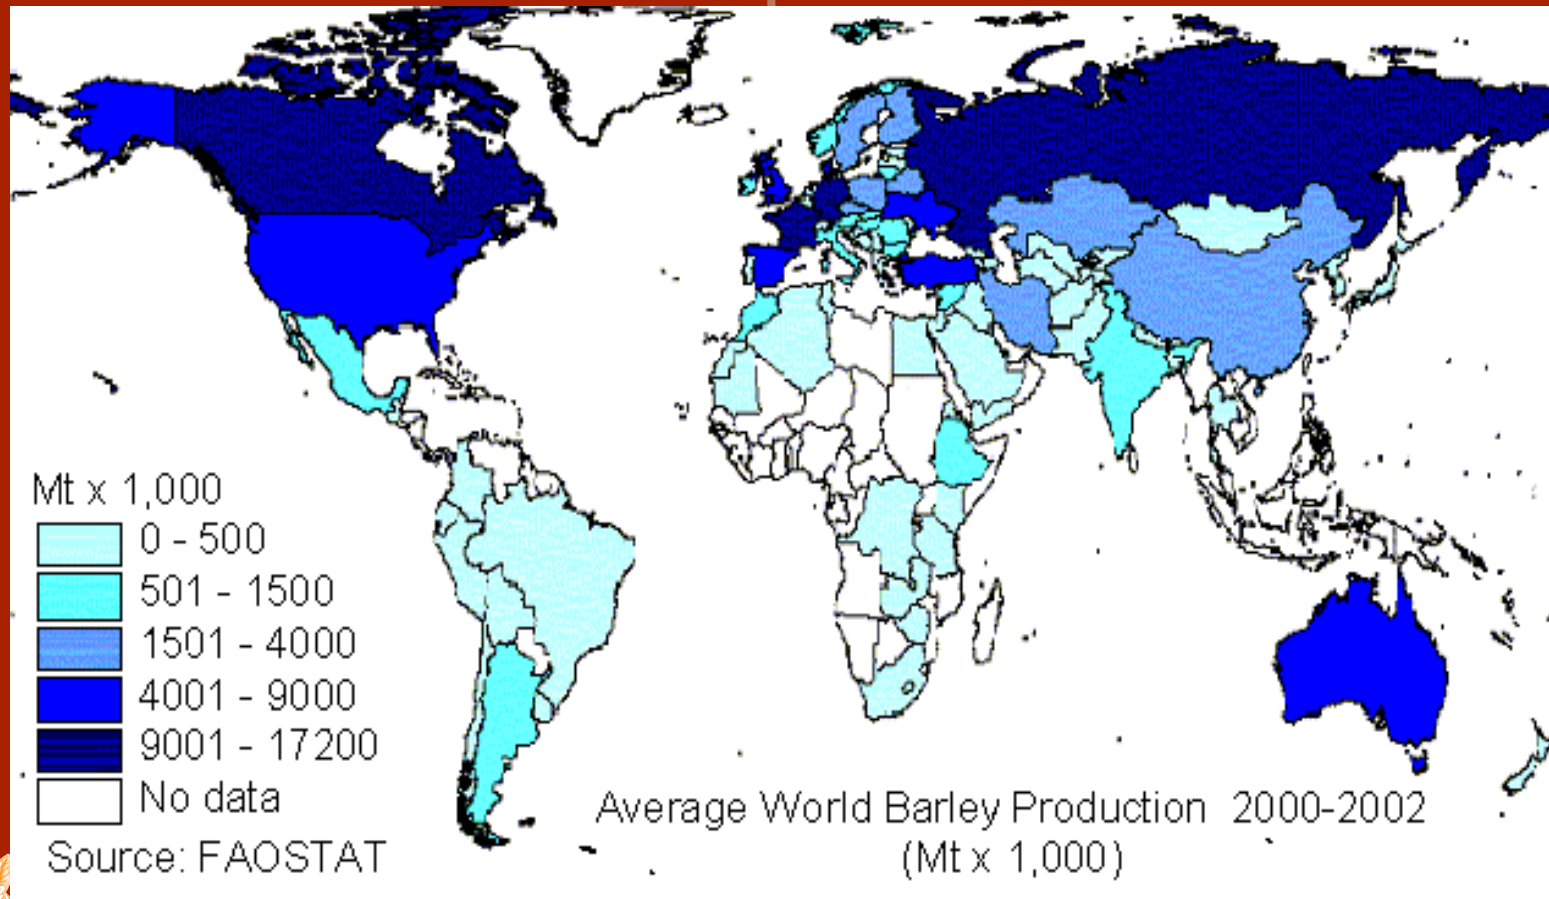 Mt x 1,000
0 - 500
501 - 1500
1501 - 4000
4001 - 9000
9001 - 17200
No data
Source: FAOSTAT
Average World Barley Production 2000-2002
(Mt x 1,000)